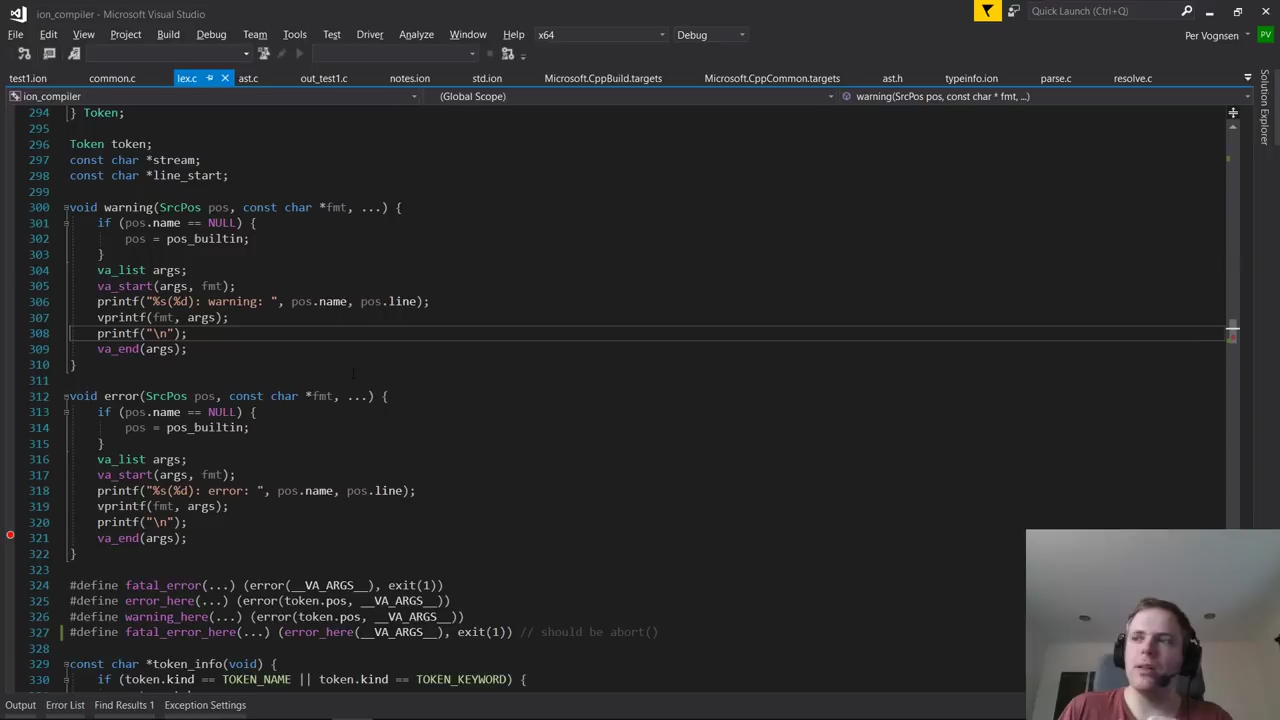 ion_compiler - Microsoft Visual Studio
Quick Launch (Ctrl+Q)
File Edit View Project Build Debug Team Tools Test Driver Analyze Window Help x64 Debug
Per Vognsen PV
test1.ion common.c lex.c ast.c out_test1.c notes.ion std.ion Microsoft.CppBuild.targets Microsoft.CppCommon.targets ast.h typeinfo.ion parse.c resolve.c
Solution Explorer
ion_compiler (Global Scope) warning(SrcPos pos, const char * fmt, ...)
294 } Token;
295
296 Token token;
297 const char *stream;
298 const char *line_start;
299
300 void warning(SrcPos pos, const char *fmt, ...) {
301 if (pos.name == NULL) {
302 pos = pos_builtin;
303 }
304 va_list args;
305 va_start(args, fmt);
306 printf("%s(%d): warning: ", pos.name, pos.line);
307 vprintf(fmt, args);
308 printf("\n");
309 va_end(args);
310 }
311
312 void error(SrcPos pos, const char *fmt, ...) {
313 if (pos.name == NULL) {
314 pos = pos_builtin;
315 }
316 va_list args;
317 va_start(args, fmt);
318 printf("%s(%d): error: ", pos.name, pos.line);
319 vprintf(fmt, args);
320 printf("\n");
321 va_end(args);
322 }
323
324 #define fatal_error(...) (error(__VA_ARGS__), exit(1))
325 #define error_here(...) (error(token.pos, __VA_ARGS__))
326 #define warning_here(...) (error(token.pos, __VA_ARGS__))
327 #define fatal_error_here(...) (error_here(__VA_ARGS__), exit(1)) // should be abort()
328
329 const char *token_info(void) {
330 if (token.kind == TOKEN_NAME || token.kind == TOKEN_KEYWORD) {
Output Error List Find Results 1 Exception Settings